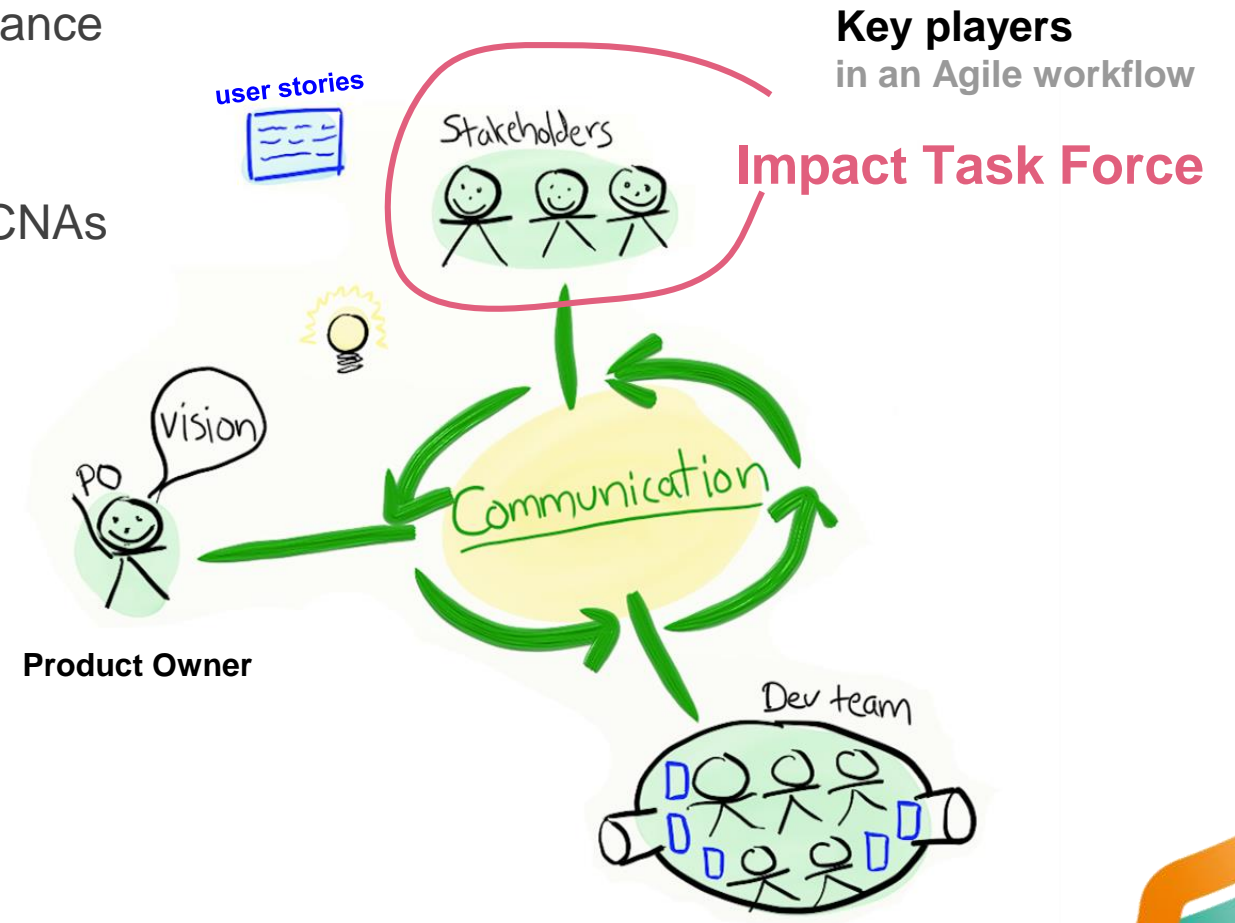 ance
Key players
in an Agile workflow
user stories
Stakeholders
Impact Task Force
CNAs
vision
PO
Communication
Product Owner
Dev team